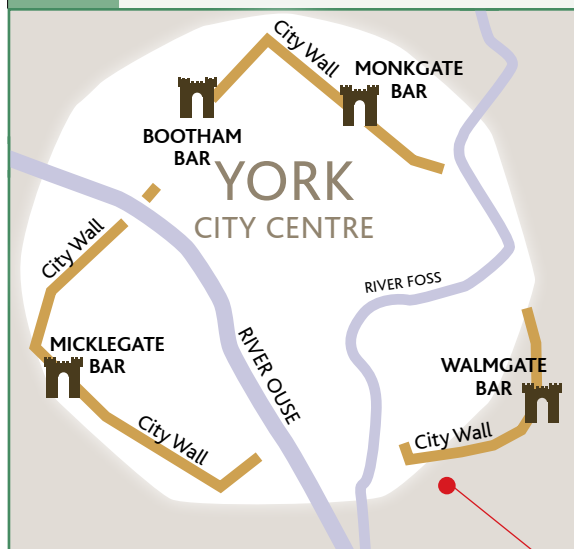 City Wall
MONKGATE
BAR
BOOTHAM
BAR
YORK
CITY CENTRE
City Wall
RIVER FOSS
MICKLEGATE
BAR
RIVER OUSE
WALMGATE
BAR
City Wall
City Wall